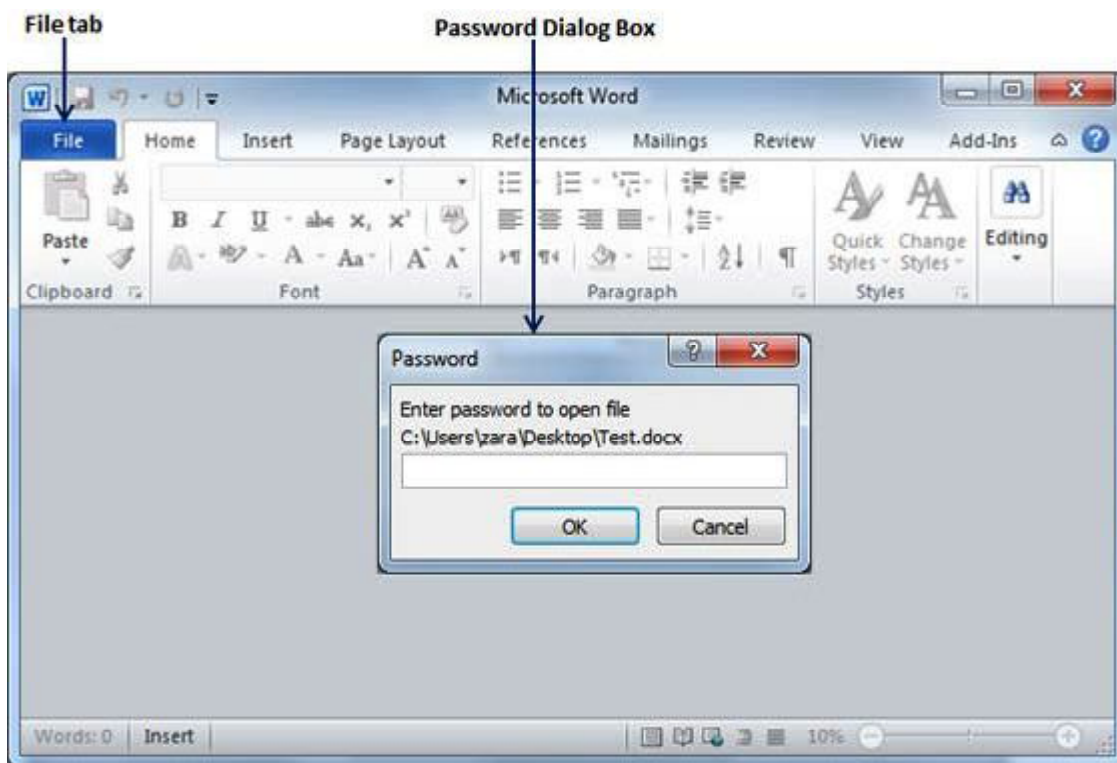 File tab
Password Dialog Box
W
Microsoft Word
File Home Insert Page Layout References Mailings Review View Add-Ins ?
Paste
B I U abc x, x²
A ab A Aa A A
Quick Styles
Change Styles
Editing
Clipboard Font Paragraph Styles
Password ?
Enter password to open file
C:\Users\zara\Desktop\Test.docx
OK Cancel
Words: 0 Insert 10%